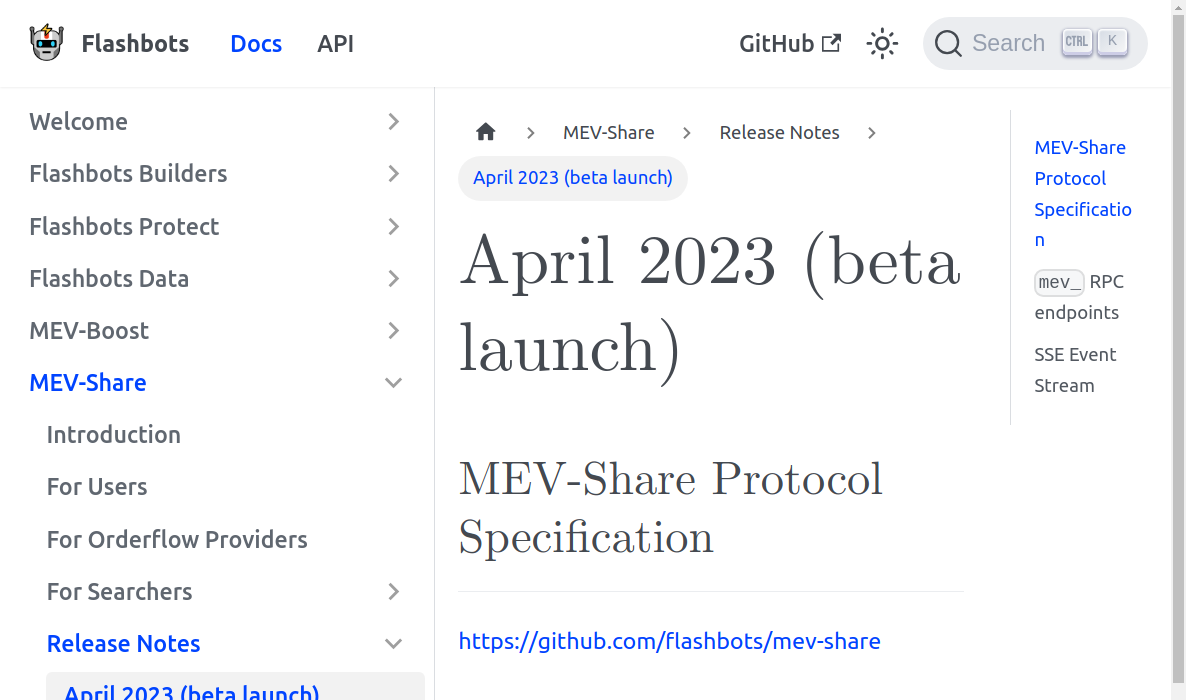 Flashbots
Docs
API
GitHub
Search
CTRL
K
Welcome
Flashbots Builders
Flashbots Protect
Flashbots Data
MEV-Boost
MEV-Share
Introduction
For Users
For Orderflow Providers
For Searchers
Release Notes
April 2023 (beta launch)
MEV-Share
Release Notes
April 2023 (beta launch)
April 2023 (beta
launch)
MEV-Share Protocol
Specification
https://github.com/flashbots/mev-share
MEV-Share
Protocol
Specificatio
n
mev_ RPC
endpoints
SSE Event
Stream